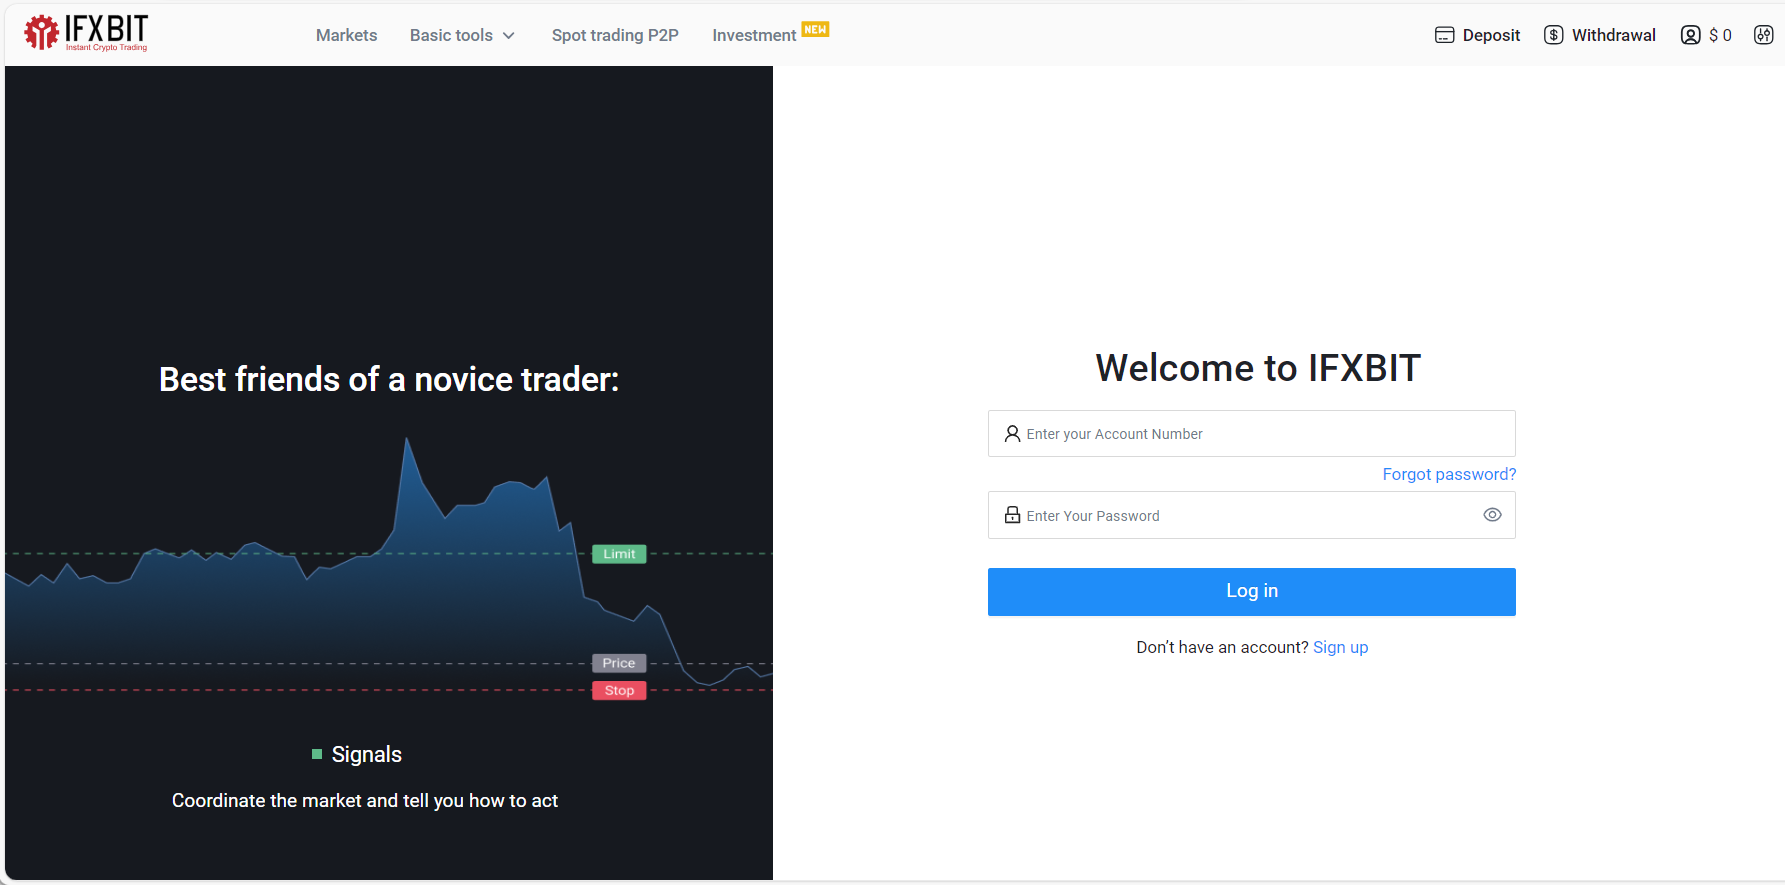 IFXBIT
Instant Crypto Trading
Markets
Basic tools
Spot trading P2P
Investment NEW
Deposit
Withdrawal
$ 0
Best friends of a novice trader:
Limit
Price
Stop
Signals
Coordinate the market and tell you how to act
Welcome to IFXBIT
Enter your Account Number
Forgot password?
Enter Your Password
Log in
Don’t have an account? Sign up